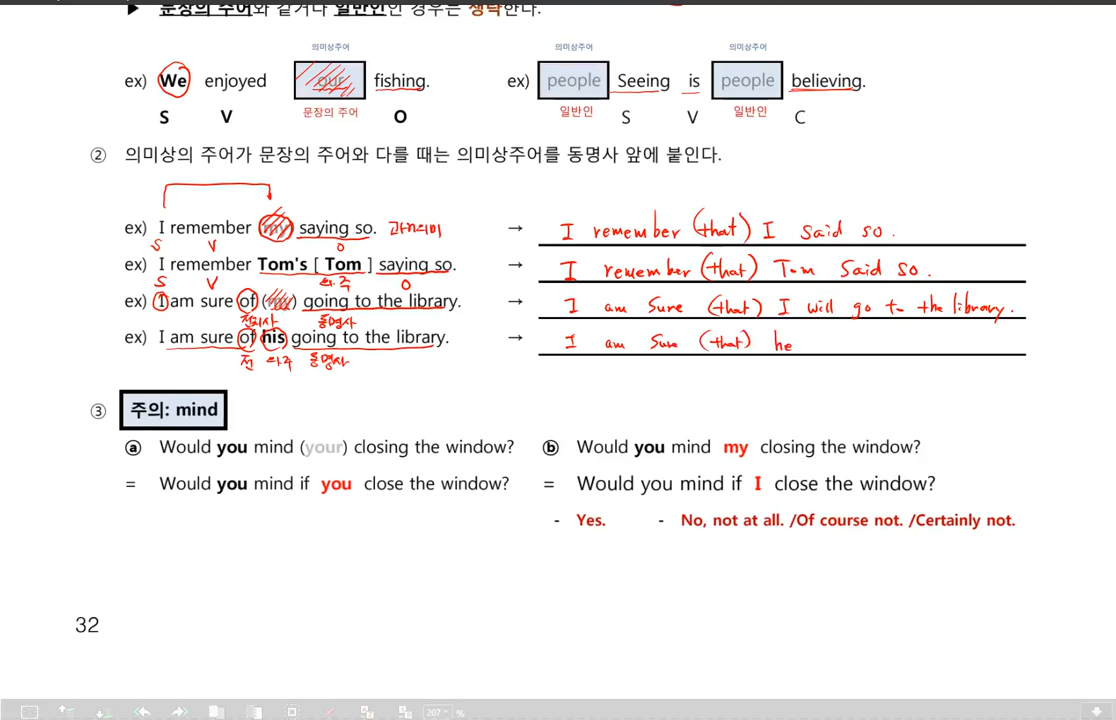 ▶ 문장의 주어와 같거나 일반인인 경우는 생략한다.
의미상주어 의미상주어 의미상주어
ex) We enjoyed our fishing. ex) people Seeing is people believing.
S V 문장의 주어 O 일반인 S V 일반인 C
② 의미상의 주어가 문장의 주어와 다를 때는 의미상주어를 동명사 앞에 붙인다.
ex) I remember my saying so. 과거의미 → I remember (that) I said so.
S V O
ex) I remember Tom's [ Tom ] saying so. → I remember (that) Tom said so.
S V 의.주 O
ex) I am sure of ( ) going to the library. → I am sure (that) I will go to the library.
전치사 동명사
ex) I am sure of his going to the library. → I am sure (that) he
전 의주 동명사
③ 주의: mind
ⓐ Would you mind (your) closing the window? ⓑ Would you mind my closing the window?
= Would you mind if you close the window? = Would you mind if I close the window?
- Yes. - No, not at all. /Of course not. /Certainly not.
32
207 %